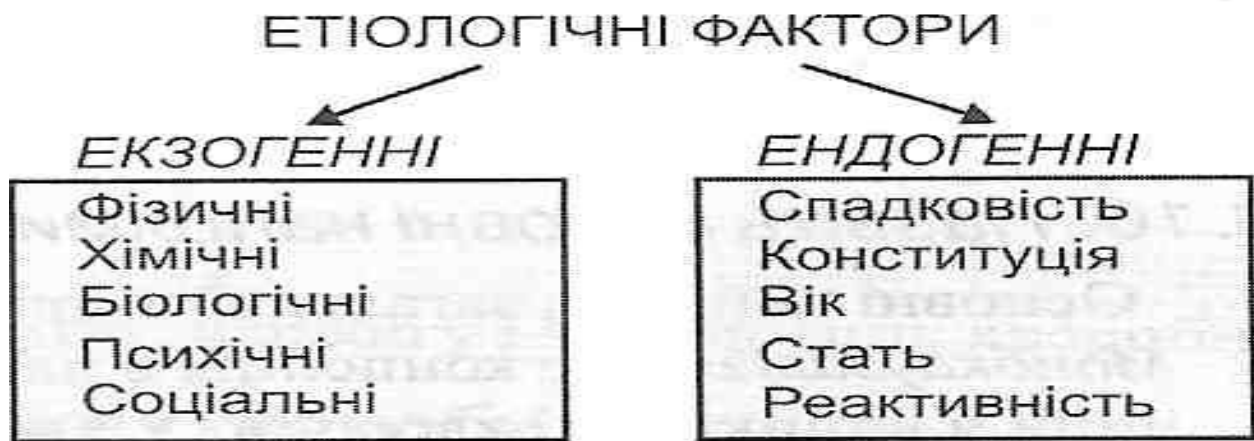 ЕТІОЛОГІЧНІ ФАКТОРИ
ЕКЗОГЕННІ
Фізичні
Хімічні
Біологічні
Психічні
Соціальні
ЕНДОГЕННІ
Спадковість
Конституція
Вік
Стать
Реактивність